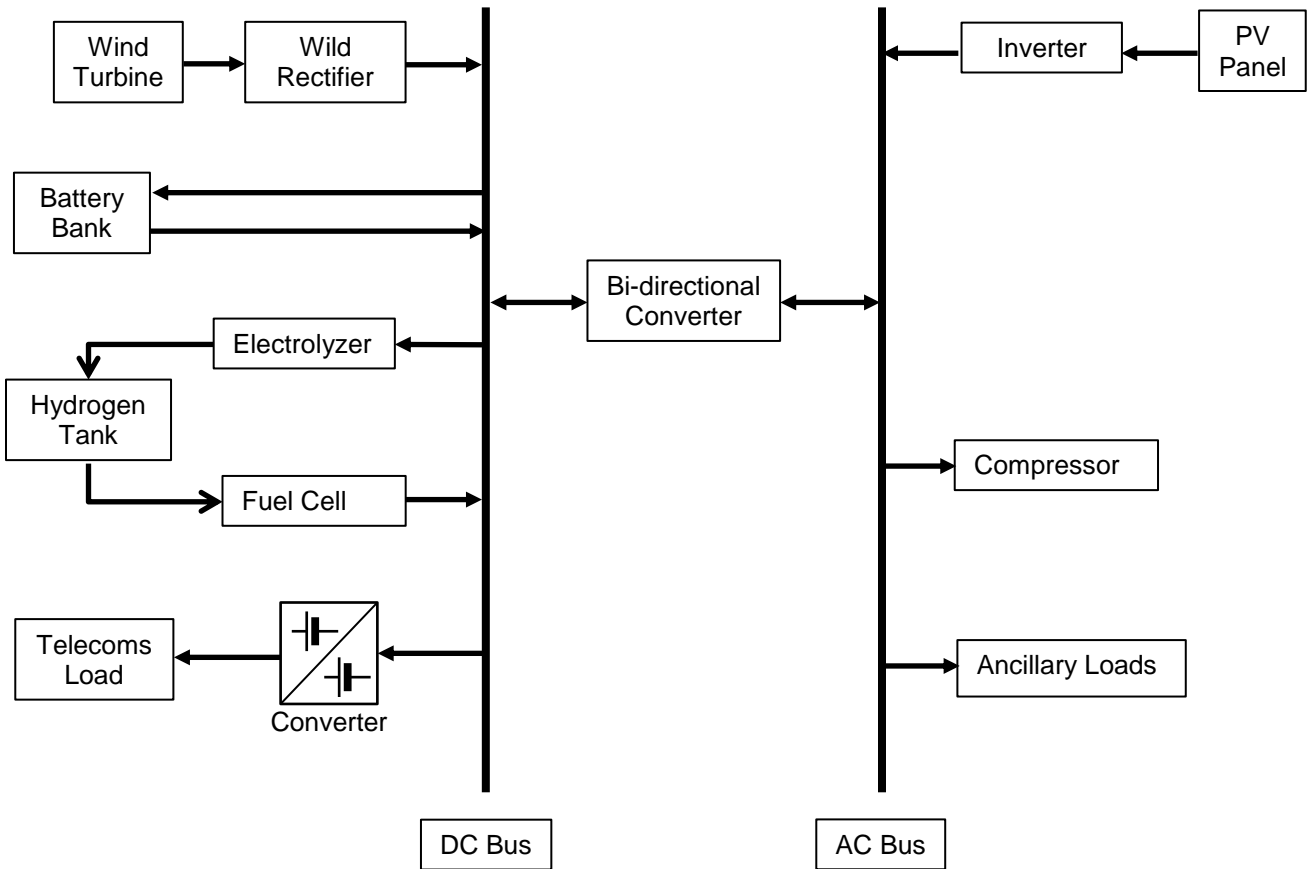 Wind
Turbine
Wild
Rectifier
Inverter
PV
Panel
Battery
Bank
Bi-directional
Converter
Electrolyzer
Hydrogen
Tank
Fuel Cell
Compressor
Telecoms
Load
Converter
Ancillary Loads
DC Bus
AC Bus